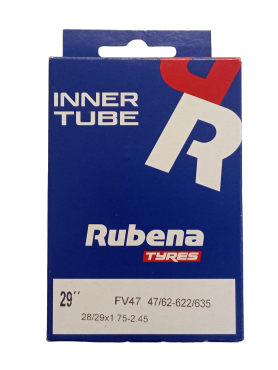 INNER
TUBE
R
Rubena
TYRES
29´´ FV47 47/62-622/635
28/29x1.75-2.45